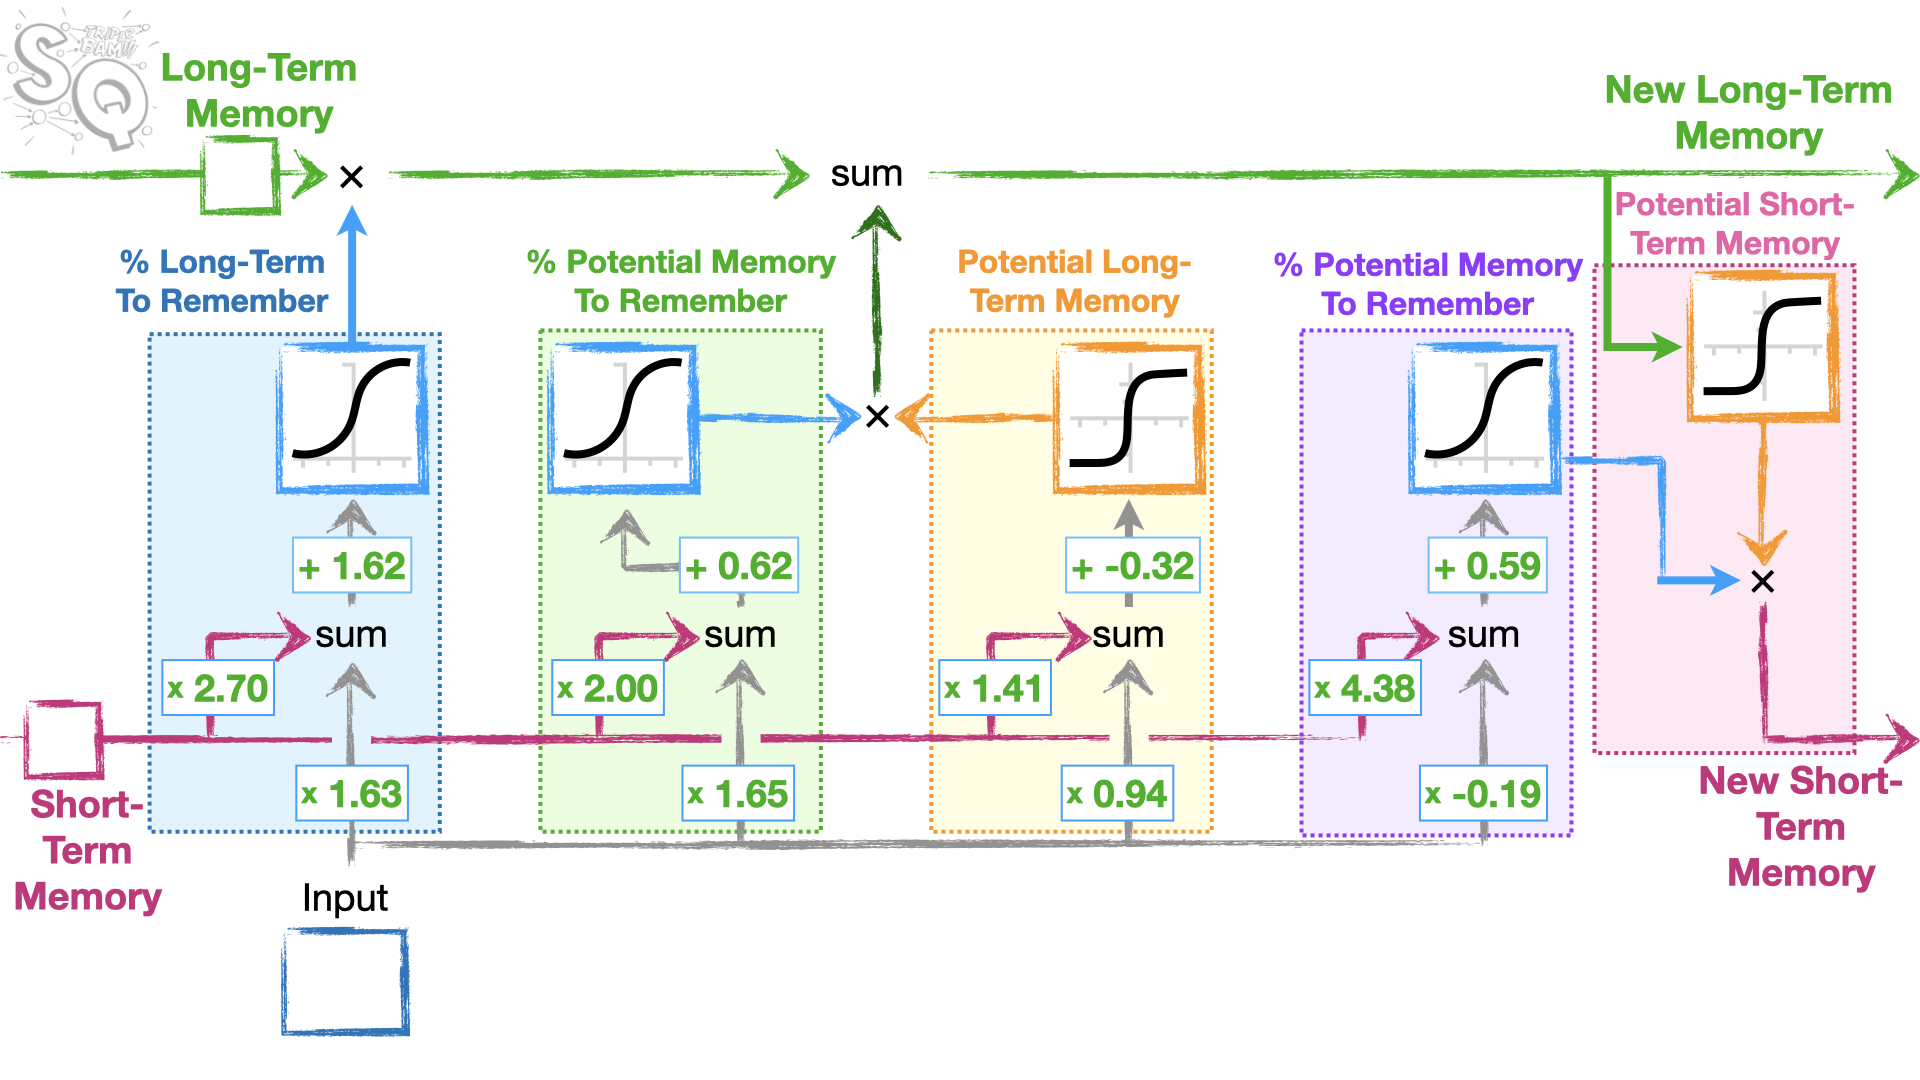 SQ
TRIPLE
BAM!!!
Long-Term
Memory
New Long-Term
Memory
×
sum
Potential Short-
Term Memory
% Long-Term
To Remember
% Potential Memory
To Remember
Potential Long-
Term Memory
% Potential Memory
To Remember
×
+ 1.62
+ 0.62
+ -0.32
+ 0.59
×
sum
sum
sum
sum
x 2.70
x 2.00
x 1.41
x 4.38
x 1.63
x 1.65
x 0.94
x -0.19
Short-
Term
Memory
New Short-
Term
Memory
Input